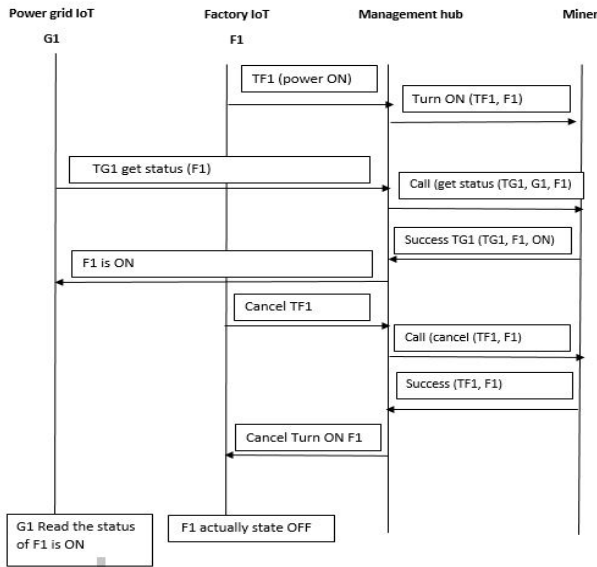 Power grid IoT
Factory IoT
Management hub
Miner
G1
F1
TF1 (power ON)
Turn ON (TF1, F1)
TG1 get status (F1)
Call (get status (TG1, G1, F1)
Success TG1 (TG1, F1, ON)
F1 is ON
Cancel TF1
Call (cancel (TF1, F1)
Success (TF1, F1)
Cancel Turn ON F1
G1 Read the status
of F1 is ON
F1 actually state OFF